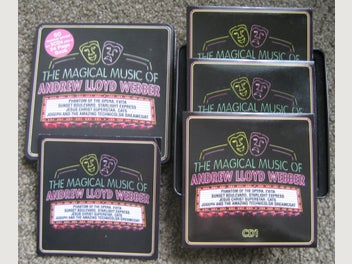 THE MAGICAL MUSIC OF
ANDREW LLOYD WEBBER
PHANTOM OF THE OPERA, EVITA
SUNSET BOULEVARD, STARLIGHT EXPRESS
JESUS CHRIST SUPERSTAR, CATS
JOSEPH AND THE AMAZING TECHNICOLOR DREAMCOAT
THE MAGICAL MUSIC OF
ANDREW LLOYD WEBBER
PHANTOM OF THE OPERA, EVITA
SUNSET BOULEVARD, STARLIGHT EXPRESS
JESUS CHRIST SUPERSTAR, CATS
JOSEPH AND THE AMAZING TECHNICOLOR DREAMCOAT
THE MAGICAL MUSIC OF
THE MAGICAL MUSIC OF
ANDREW LLOYD WEBBER
THE MAGICAL MUSIC OF
ANDREW LLOYD WEBBER
PHANTOM OF THE OPERA, EVITA
SUNSET BOULEVARD, STARLIGHT EXPRESS
JESUS CHRIST SUPERSTAR, CATS
JOSEPH AND THE AMAZING TECHNICOLOR DREAMCOAT
CD1